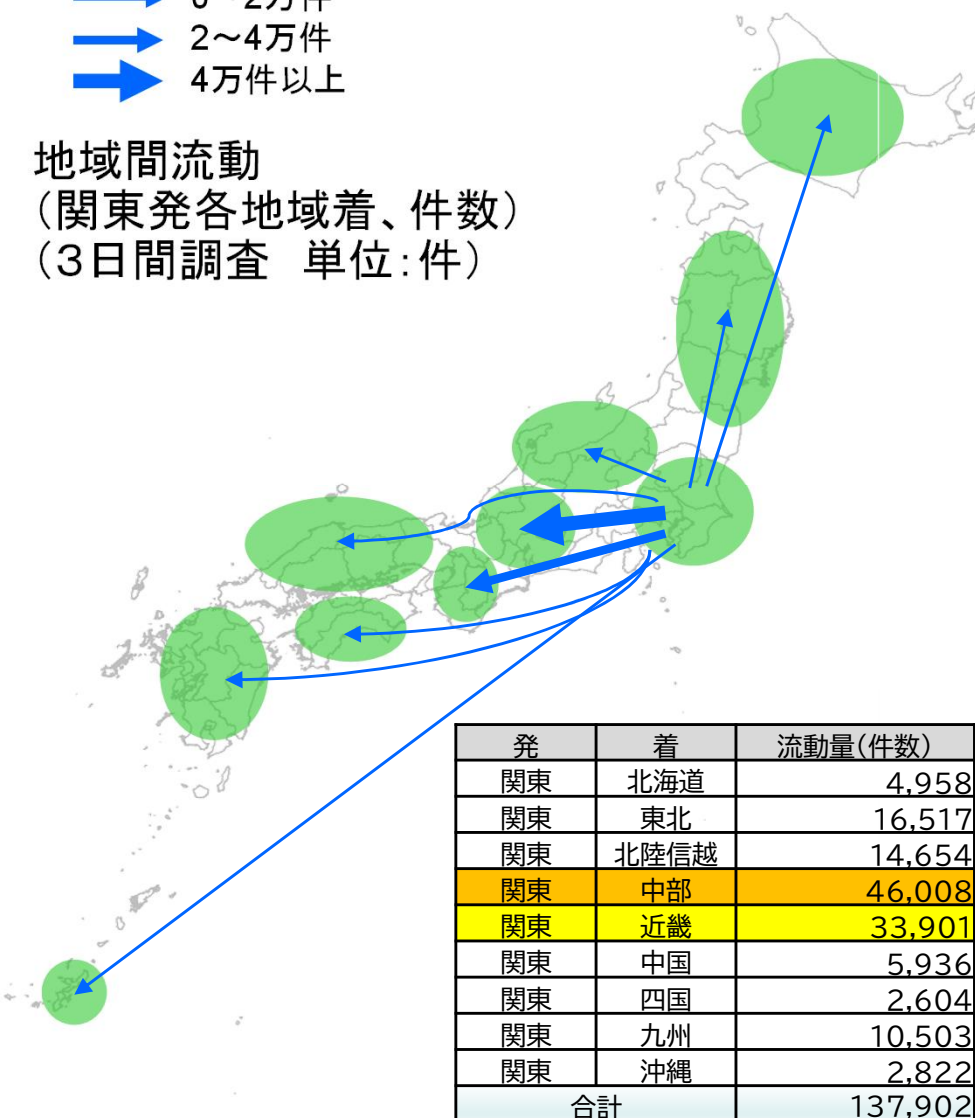 0～2万件
2～4万件
4万件以上
地域間流動
（関東発各地域着、件数）
（3日間調査　単位：件）
発 着 流動量（件数）
関東 北海道 4,958
関東 東北 16,517
関東 北陸信越 14,654
関東 中部 46,008
関東 近畿 33,901
関東 中国 5,936
関東 四国 2,604
関東 九州 10,503
関東 沖縄 2,822
合計 137,902